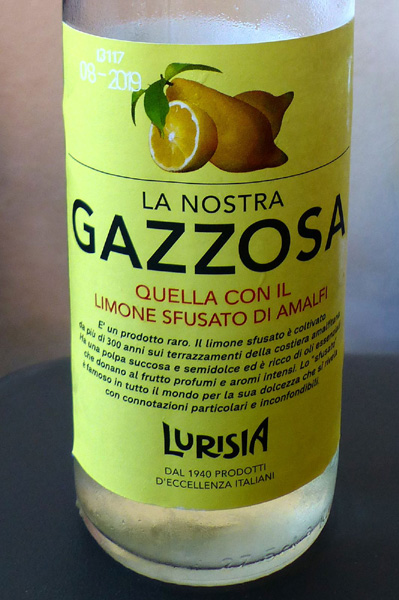 0117
08-2019
LA NOSTRA
GAZZOSA
QUELLA CON IL
LIMONE SFUSATO DI AMALFI
E' un prodotto raro. Il limone sfusato è coltivato
da più di 300 anni sui terrazzamenti della costiera amalfitana.
Ha una polpa succosa e semidolce ed è ricco di oli essenziali
che donano al frutto profumi e aromi intensi. Lo "sfusato"
è famoso in tutto il mondo per la sua dolcezza che si rivela
con connotazioni particolari e inconfondibili.
LURISIA
DAL 1940 PRODOTTI
D'ECCELLENZA ITALIANI